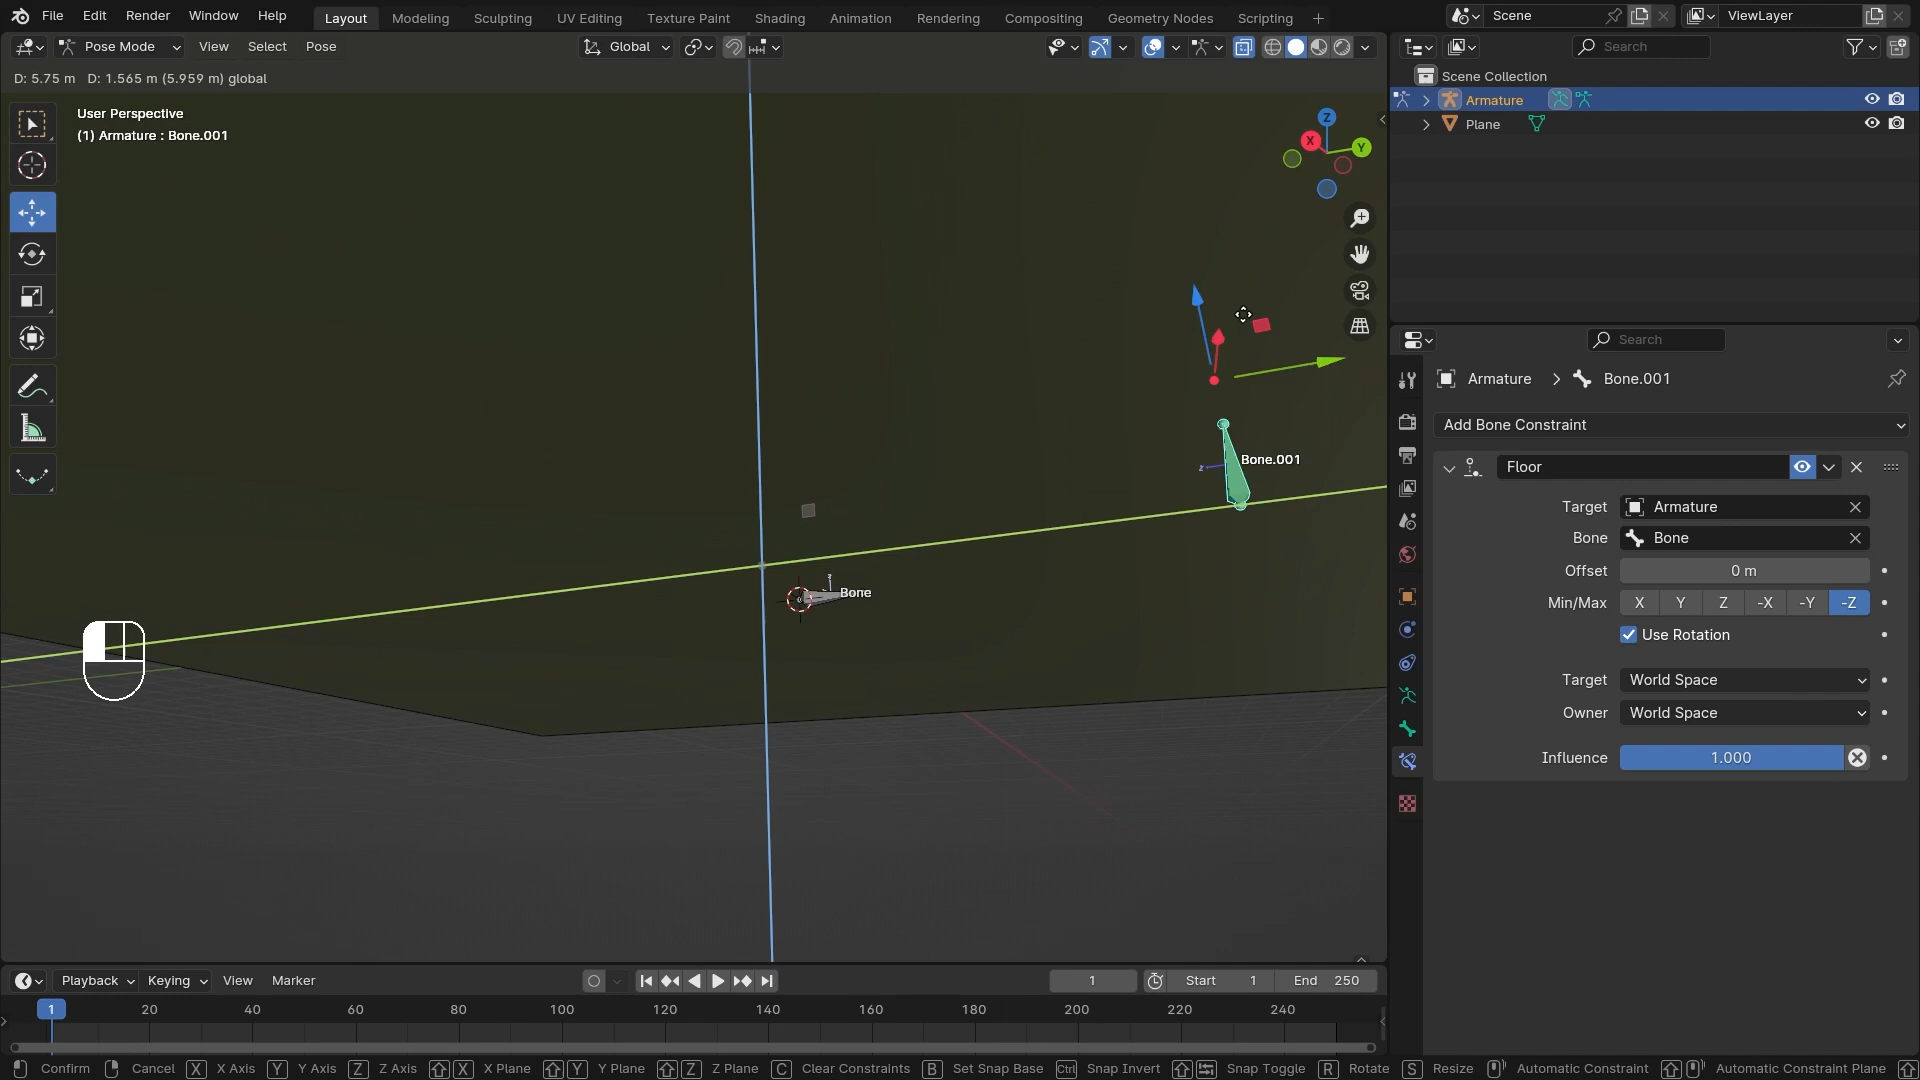 File Edit Render Window Help Layout Modeling Sculpting UV Editing Texture Paint Shading Animation Rendering Compositing Geometry Nodes Scripting + Scene ViewLayer
Pose Mode View Select Pose Global Search
D: 5.75 m D: 1.565 m (5.959 m) global
Scene Collection
Armature
Plane
User Perspective
(1) Armature : Bone.001
Z
X
Y
Search
Armature > Bone.001
Add Bone Constraint
Floor
Bone.001
z
Target Armature
Bone Bone
Offset 0 m
Min/Max X Y Z -X -Y -Z
Use Rotation
Bone
Target World Space
Owner World Space
Influence 1.000
Playback Keying View Marker 1 Start 1 End 250
1 20 40 60 80 100 120 140 160 180 200 220 240
Confirm Cancel X X Axis Y Y Axis Z Z Axis X X Plane Y Y Plane Z Z Plane C Clear Constraints B Set Snap Base Ctrl Snap Invert Snap Toggle R Rotate S Resize Automatic Constraint Automatic Constraint Plane